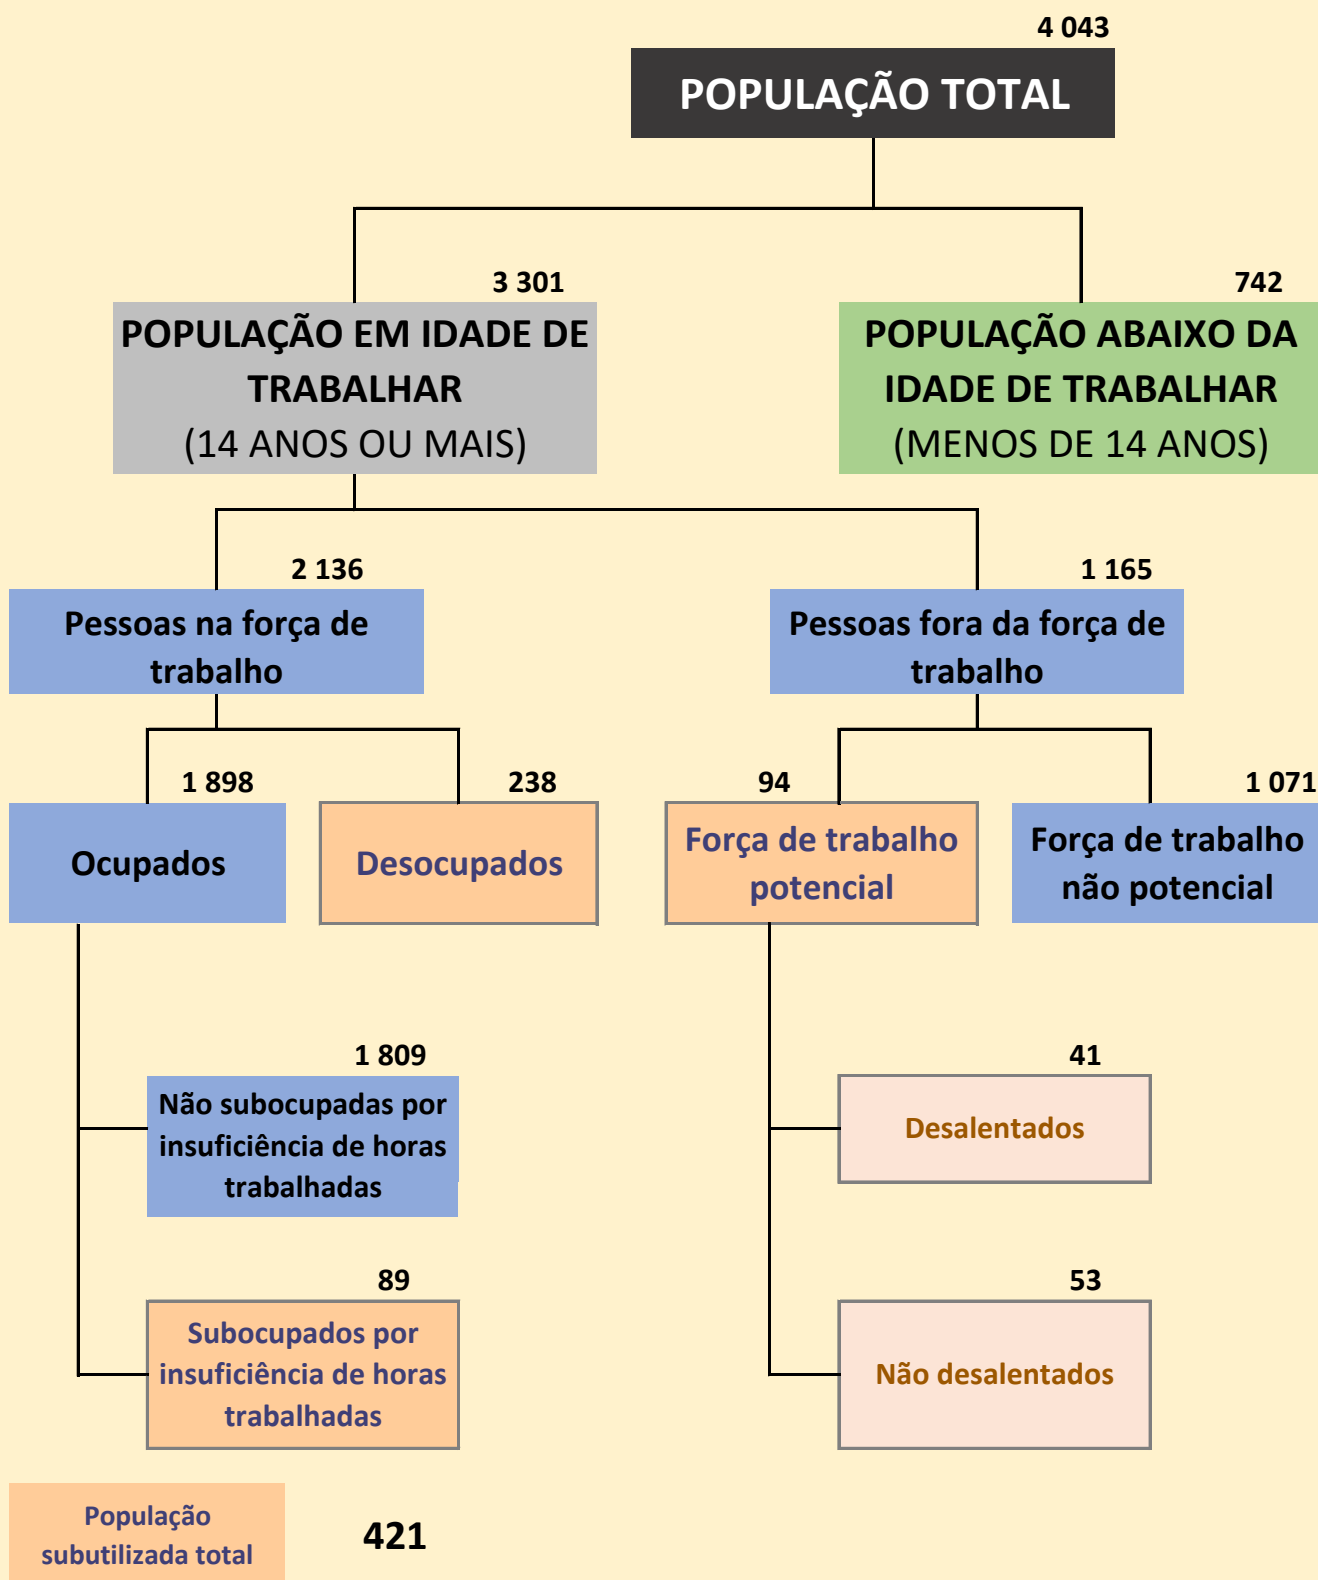 4 043
POPULAÇÃO TOTAL
3 301
POPULAÇÃO EM IDADE DE
TRABALHAR
(14 ANOS OU MAIS)
742
POPULAÇÃO ABAIXO DA
IDADE DE TRABALHAR
(MENOS DE 14 ANOS)
2 136
Pessoas na força de
trabalho
1 165
Pessoas fora da força de
trabalho
1 898
Ocupados
238
Desocupados
94
Força de trabalho
potencial
1 071
Força de trabalho
não potencial
1 809
Não subocupadas por
insuficiência de horas
trabalhadas
41
Desalentados
89
Subocupados por
insuficiência de horas
trabalhadas
53
Não desalentados
População
subutilizada total
421